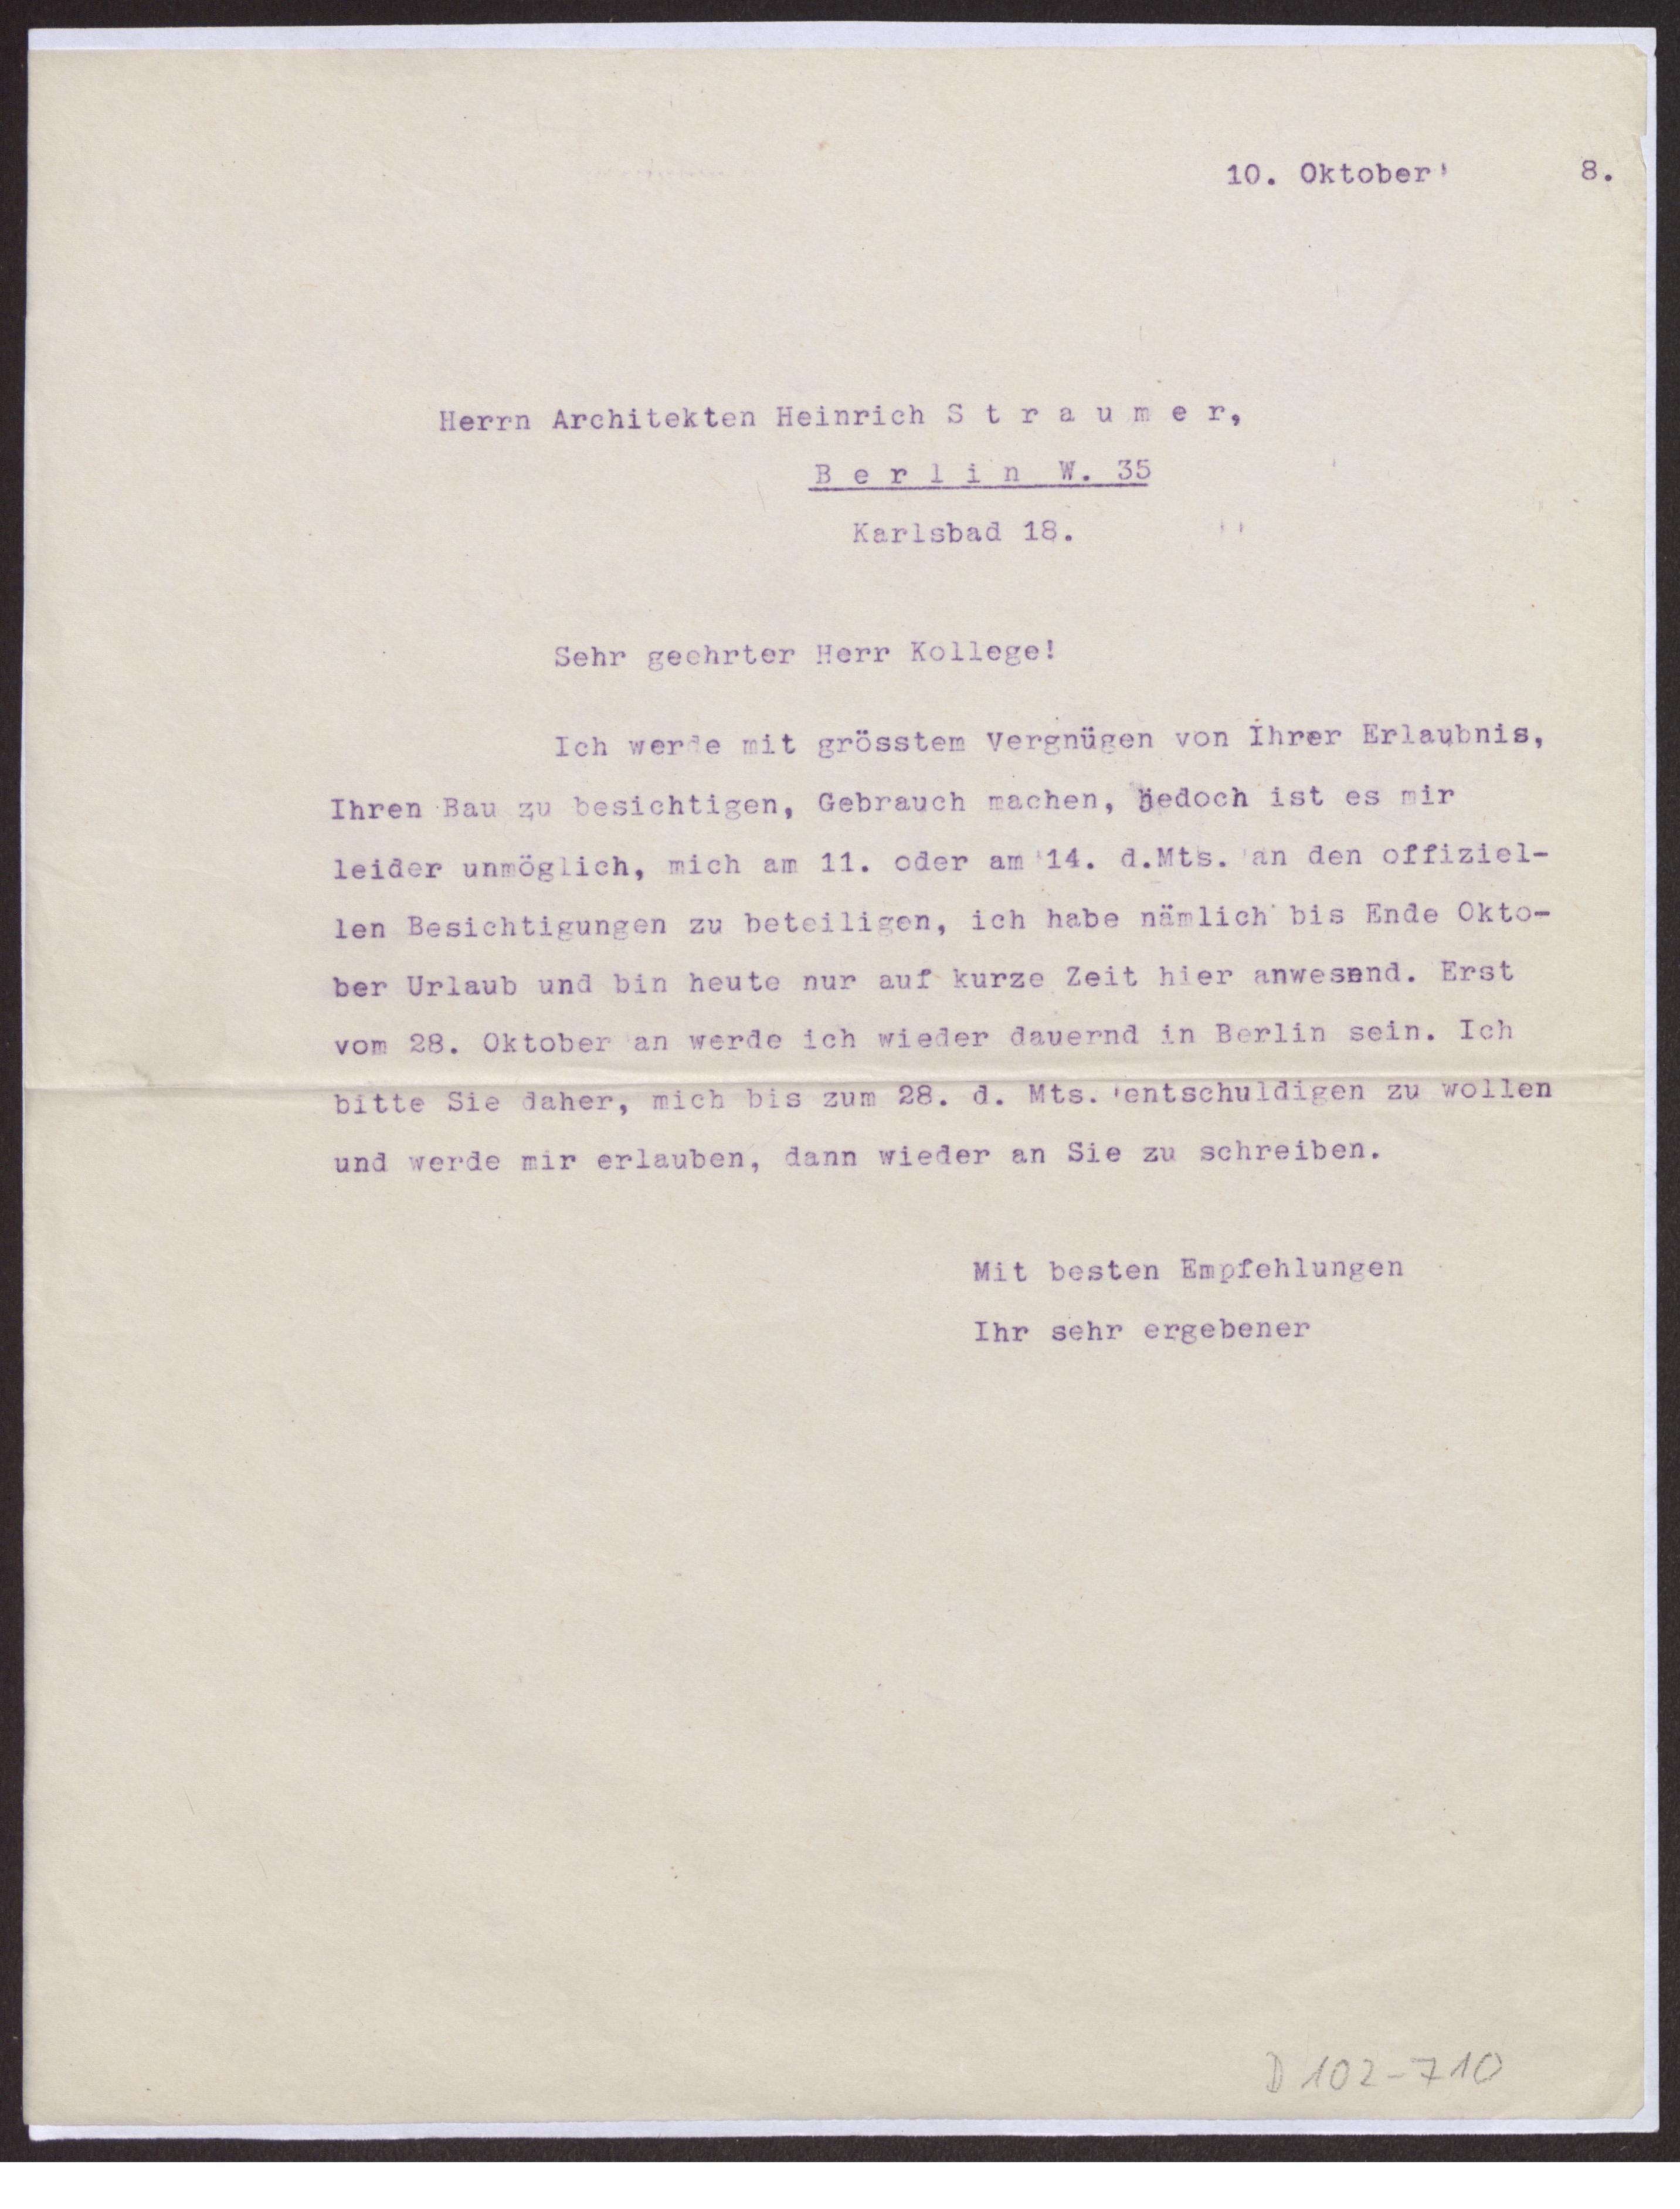 10. Oktober 8.
Herrn Architekten Heinrich S t r a u m e r,
B e r l i n W. 35
Karlsbad 18.
Sehr geehrter Herr Kollege!
Ich werde mit grösstem Vergnügen von Ihrer Erlaubnis,
Ihren Bau zu besichtigen, Gebrauch machen, jedoch ist es mir
leider unmöglich, mich am 11. oder am 14. d.Mts. an den offiziel-
len Besichtigungen zu beteiligen, ich habe nämlich bis Ende Okto-
ber Urlaub und bin heute nur auf kurze Zeit hier anwesend. Erst
vom 28. Oktober an werde ich wieder dauernd in Berlin sein. Ich
bitte Sie daher, mich bis zum 28. d. Mts. entschuldigen zu wollen
und werde mir erlauben, dann wieder an Sie zu schreiben.
Mit besten Empfehlungen
Ihr sehr ergebener
D 102-710